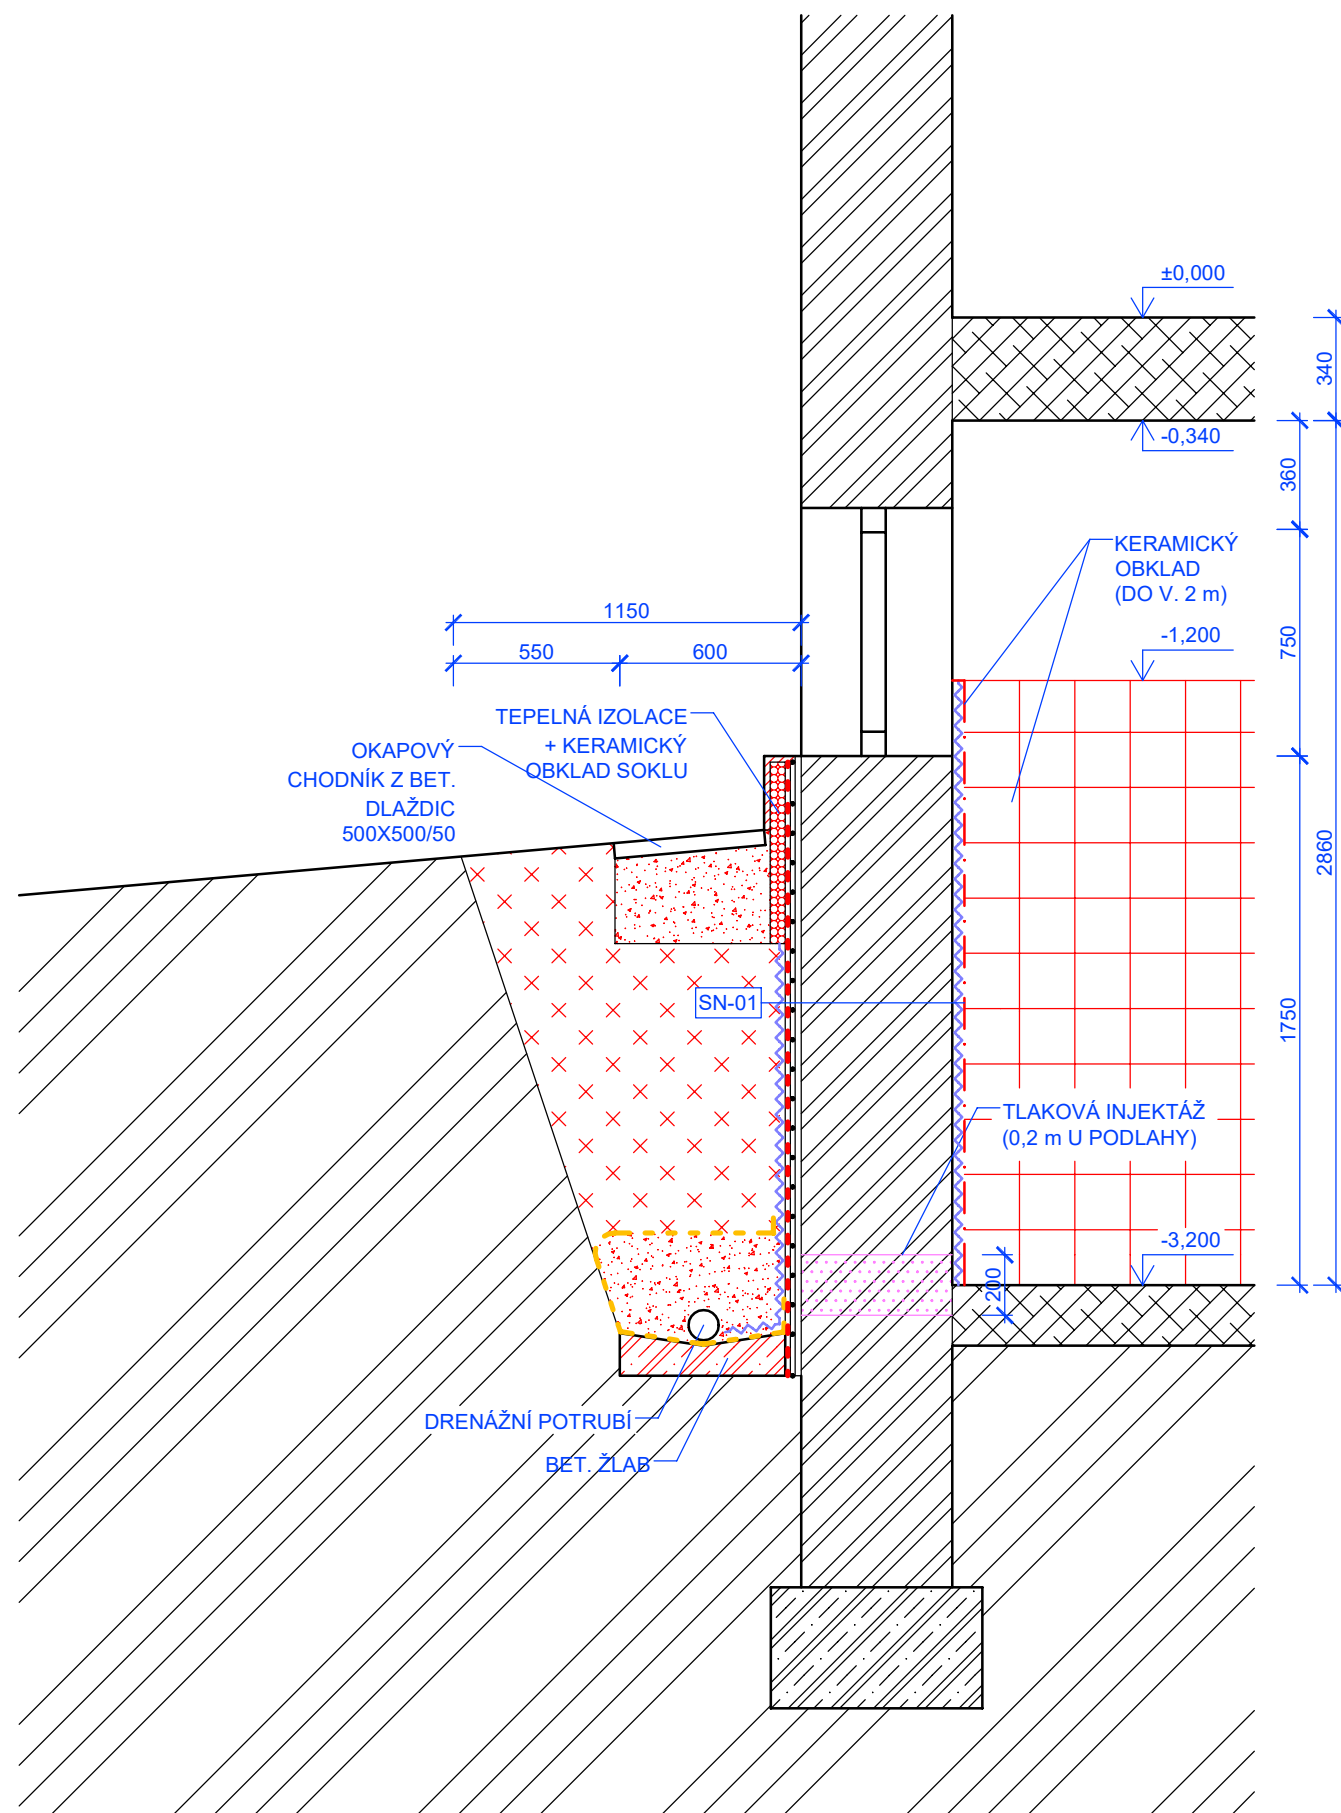 ±0,000
340
-0,340
360
KERAMICKÝ
OBKLAD
(DO V. 2 m)
1150
550
600
750
-1,200
TEPELNÁ IZOLACE
+ KERAMICKÝ
OBKLAD SOKLU
OKAPOVÝ
CHODNÍK Z BET.
DLAŽDIC
500X500/50
2860
SN-01
1750
TLAKOVÁ INJEKTÁŽ
(0,2 m U PODLAHY)
-3,200
200
DRENÁŽNÍ POTRUBÍ
BET. ŽLAB